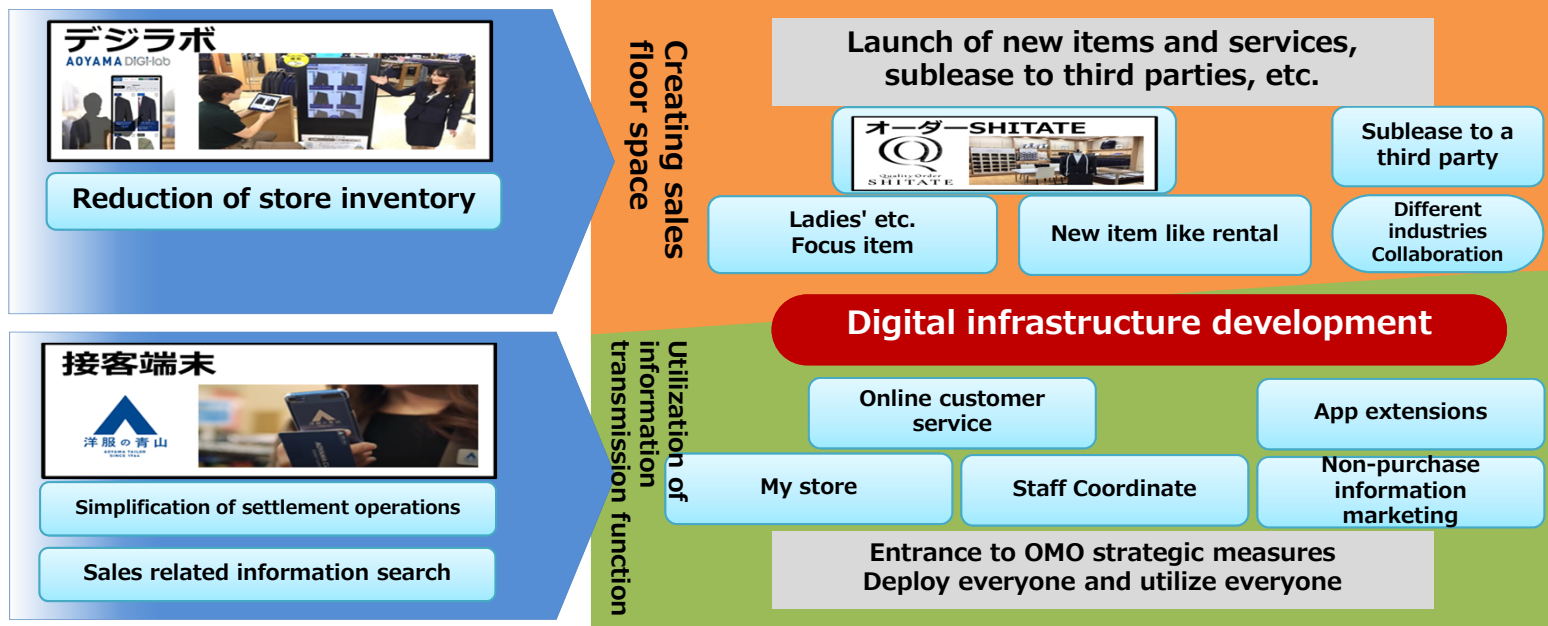 デジラボ
AOYAMA DIGI-lab
Reduction of store inventory
Creating sales
floor space
Launch of new items and services,
sublease to third parties, etc.
オーダーSHITATE
Quality Order
SHITATE
Sublease to a
third party
Ladies' etc.
Focus item
New item like rental
Different
industries
Collaboration
Digital infrastructure development
接客端末
洋服の青山
AOYAMA TAILOR
SINCE 1964
Simplification of settlement operations
Sales related information search
Utilization of
information
transmission function
Online customer
service
App extensions
My store
Staff Coordinate
Non-purchase
information
marketing
Entrance to OMO strategic measures
Deploy everyone and utilize everyone